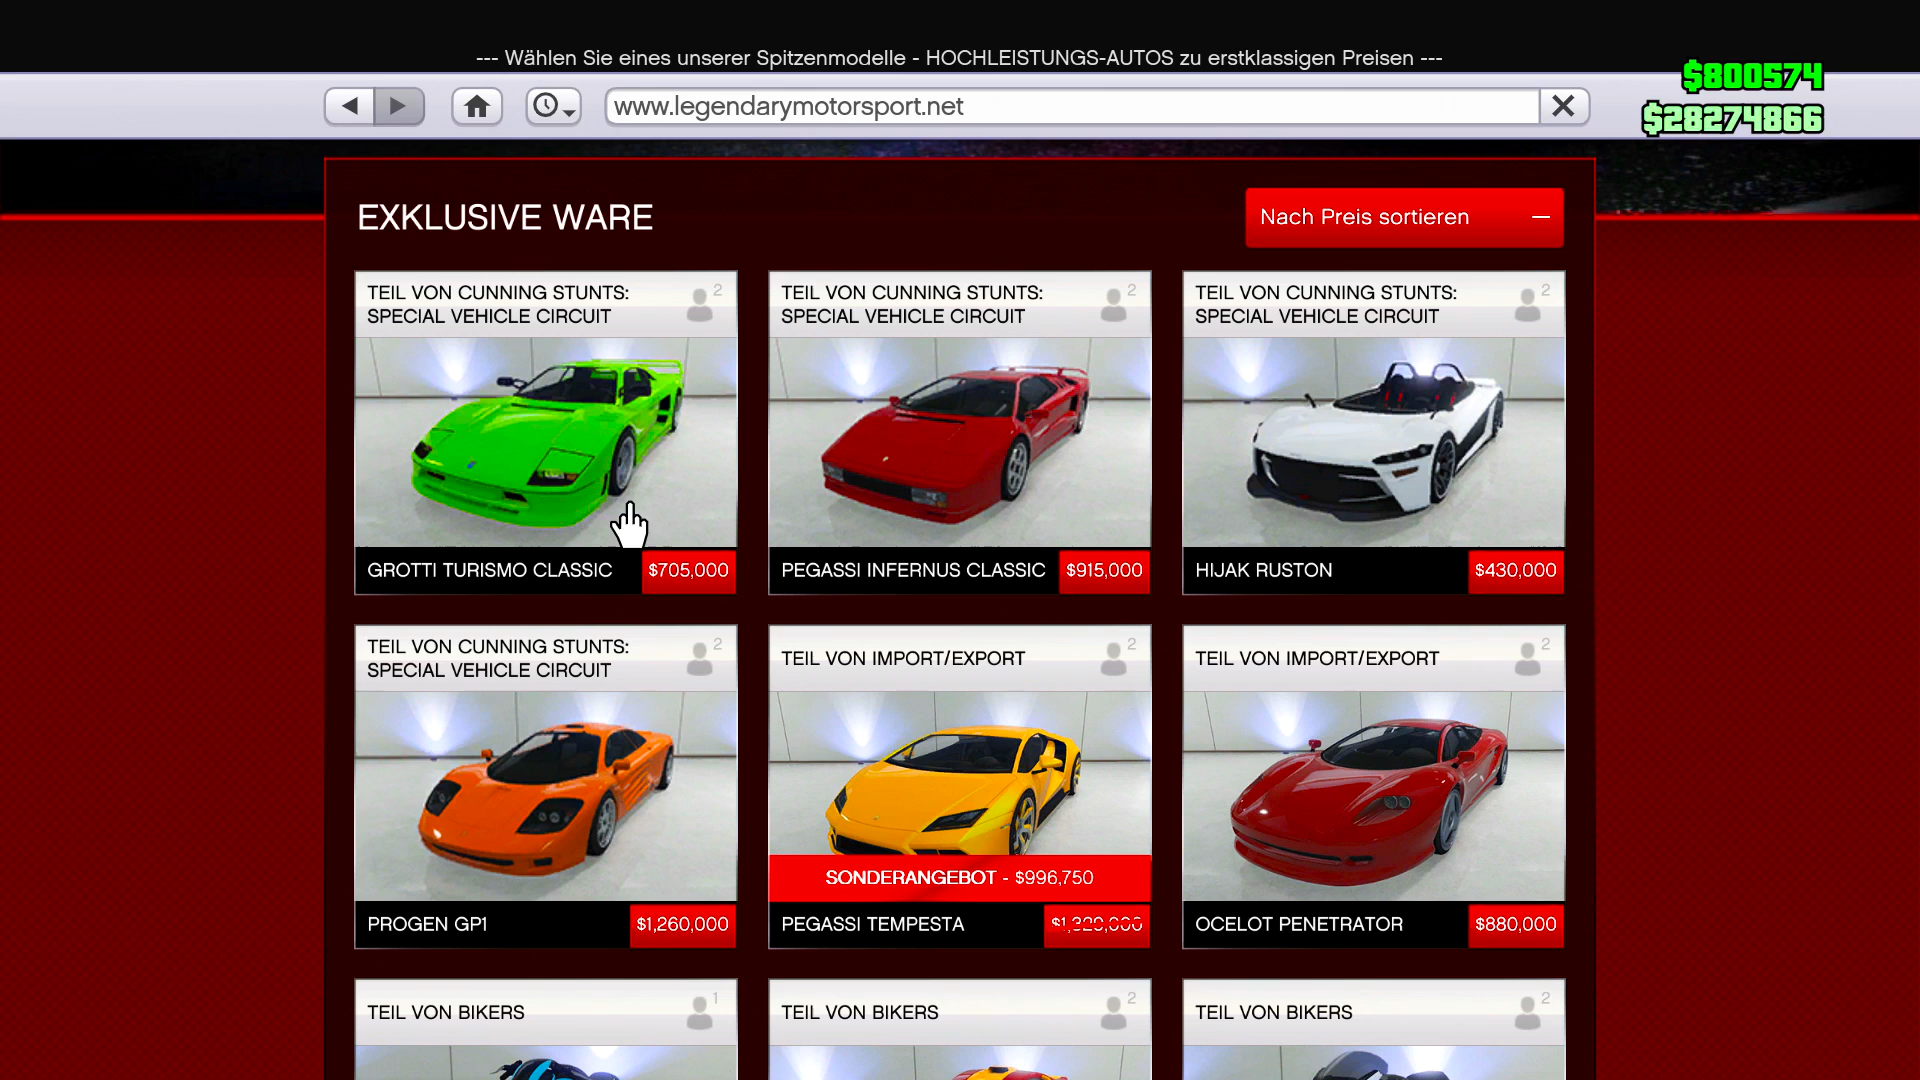 --- Wählen Sie eines unserer Spitzenmodelle - HOCHLEISTUNGS-AUTOS zu erstklassigen Preisen ---
$800574
www.legendarymotorsport.net
$28274866
EXKLUSIVE WARE
Nach Preis sortieren
TEIL VON CUNNING STUNTS:
SPECIAL VEHICLE CIRCUIT
2
TEIL VON CUNNING STUNTS:
SPECIAL VEHICLE CIRCUIT
2
TEIL VON CUNNING STUNTS:
SPECIAL VEHICLE CIRCUIT
2
GROTTI TURISMO CLASSIC $705,000
PEGASSI INFERNUS CLASSIC $915,000
HIJAK RUSTON $430,000
TEIL VON CUNNING STUNTS:
SPECIAL VEHICLE CIRCUIT
2
TEIL VON IMPORT/EXPORT 2
TEIL VON IMPORT/EXPORT 2
SONDERANGEBOT - $996,750
PROGEN GP1 $1,260,000
PEGASSI TEMPESTA $1,329,000
OCELOT PENETRATOR $880,000
TEIL VON BIKERS 1
TEIL VON BIKERS 2
TEIL VON BIKERS 2